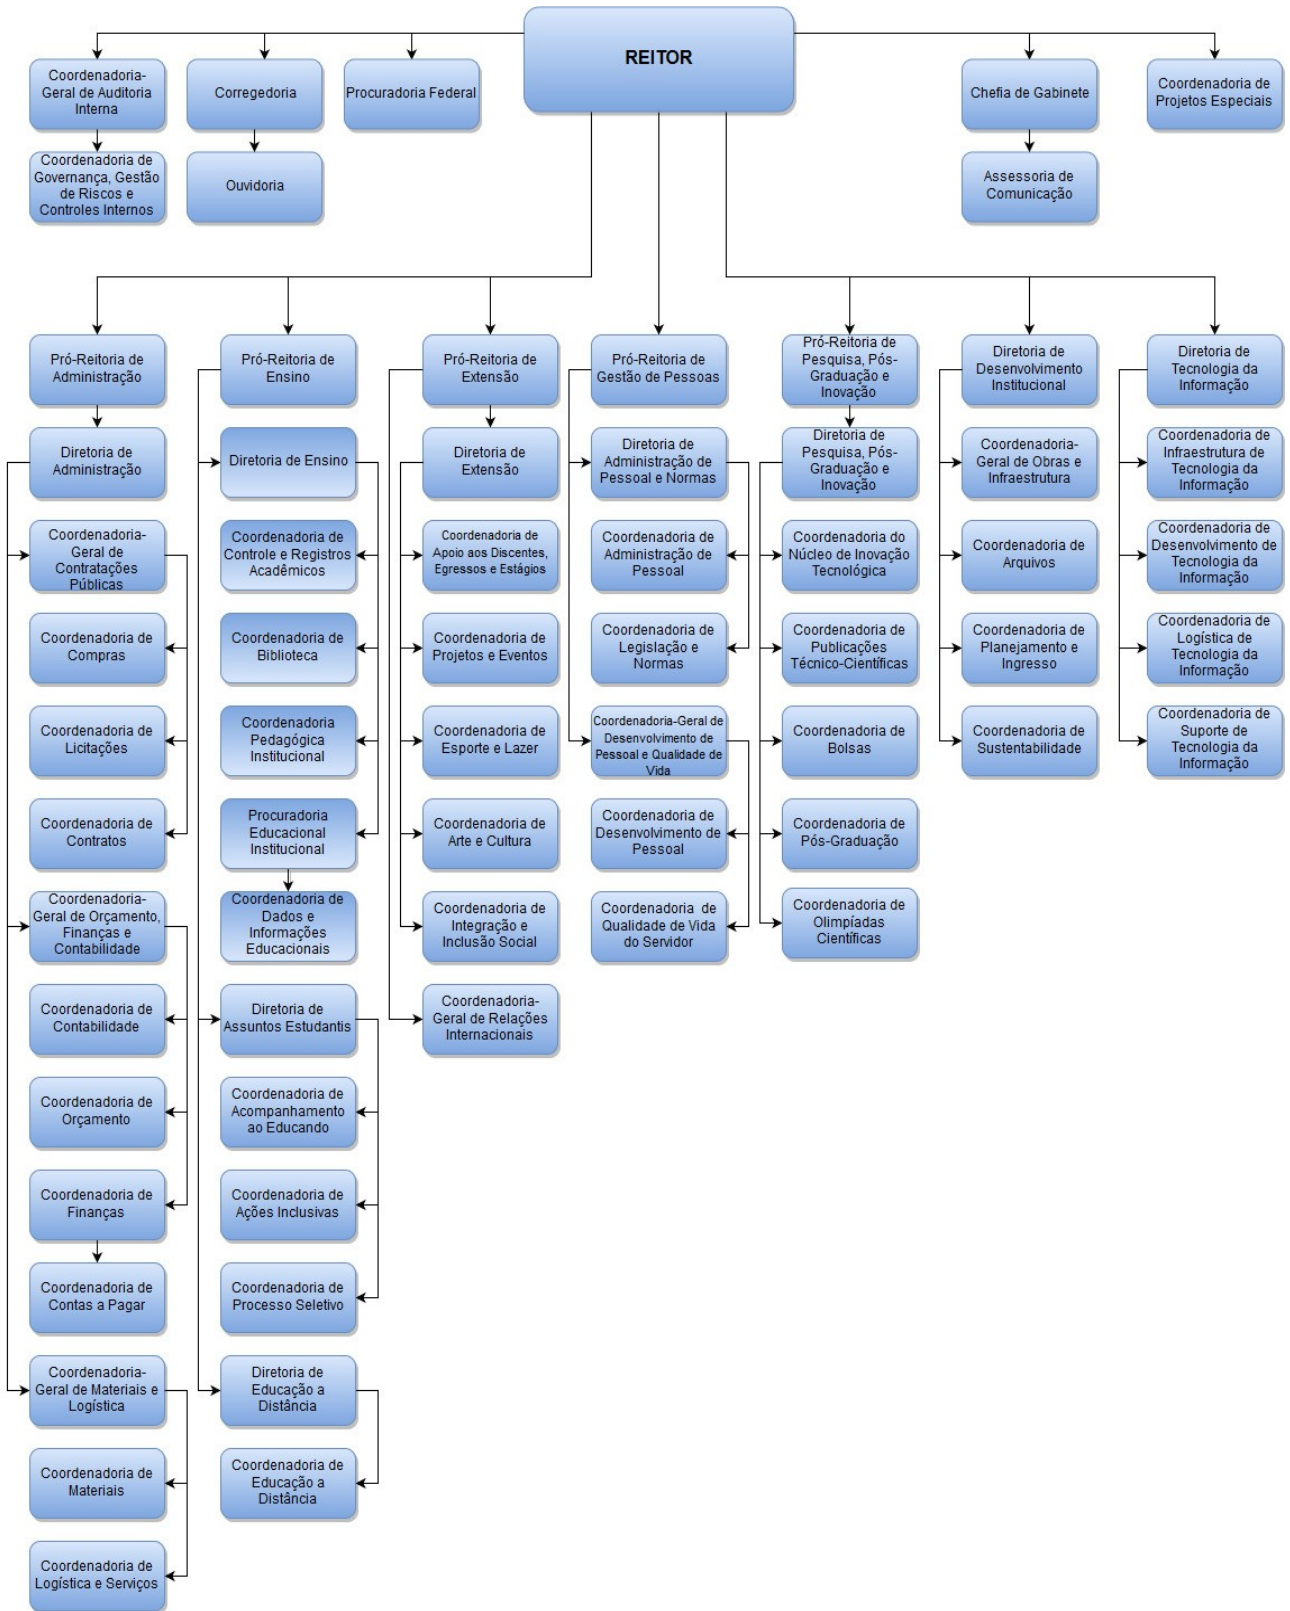 REITOR
Coordenadoria-
Geral de Auditoria
Interna
Corregedoria
Procuradoria Federal
Chefia de Gabinete
Coordenadoria de
Projetos Especiais
Coordenadoria de
Governança, Gestão
de Riscos e
Controles Internos
Ouvidoria
Assessoria de
Comunicação
Pró-Reitoria de
Administração
Pró-Reitoria de
Ensino
Pró-Reitoria de
Extensão
Pró-Reitoria de
Gestão de Pessoas
Pró-Reitoria de
Pesquisa, Pós-
Graduação e
Inovação
Diretoria de
Desenvolvimento
Institucional
Diretoria de
Tecnologia da
Informação
Diretoria de
Administração
Coordenadoria-
Geral de
Contratações
Públicas
Coordenadoria de
Compras
Coordenadoria de
Licitações
Coordenadoria de
Contratos
Coordenadoria-
Geral de Orçamento,
Finanças e
Contabilidade
Coordenadoria de
Contabilidade
Coordenadoria de
Orçamento
Coordenadoria de
Finanças
Coordenadoria de
Contas a Pagar
Coordenadoria-
Geral de Materiais e
Logística
Coordenadoria de
Materiais
Coordenadoria de
Logística e Serviços
Diretoria de Ensino
Coordenadoria de
Controle e Registros
Acadêmicos
Coordenadoria de
Biblioteca
Coordenadoria
Pedagógica
Institucional
Procuradoria
Educacional
Institucional
Coordenadoria de
Dados e
Informações
Educacionais
Diretoria de
Assuntos Estudantis
Coordenadoria de
Acompanhamento
ao Educando
Coordenadoria de
Ações Inclusivas
Coordenadoria de
Processo Seletivo
Diretoria de
Educação a
Distância
Coordenadoria de
Educação a
Distância
Diretoria de
Extensão
Coordenadoria de
Apoio aos Discentes,
Egressos e Estágios
Coordenadoria de
Projetos e Eventos
Coordenadoria de
Esporte e Lazer
Coordenadoria de
Arte e Cultura
Coordenadoria de
Integração e
Inclusão Social
Coordenadoria-
Geral de Relações
Internacionais
Diretoria de
Administração de
Pessoal e Normas
Coordenadoria de
Administração de
Pessoal
Coordenadoria de
Legislação e
Normas
Coordenadoria-Geral de
Desenvolvimento de
Pessoal e Qualidade de
Vida
Coordenadoria de
Desenvolvimento de
Pessoal
Coordenadoria de
Qualidade de Vida
do Servidor
Diretoria de
Pesquisa, Pós-
Graduação e
Inovação
Coordenadoria do
Núcleo de Inovação
Tecnológica
Coordenadoria de
Publicações
Técnico-Científicas
Coordenadoria de
Bolsas
Coordenadoria de
Pós-Graduação
Coordenadoria de
Olimpíadas
Científicas
Coordenadoria-
Geral de Obras e
Infraestrutura
Coordenadoria de
Arquivos
Coordenadoria de
Planejamento e
Ingresso
Coordenadoria de
Sustentabilidade
Coordenadoria de
Infraestrutura de
Tecnologia da
Informação
Coordenadoria de
Desenvolvimento de
Tecnologia da
Informação
Coordenadoria de
Logística de
Tecnologia da
Informação
Coordenadoria de
Suporte de
Tecnologia da
Informação